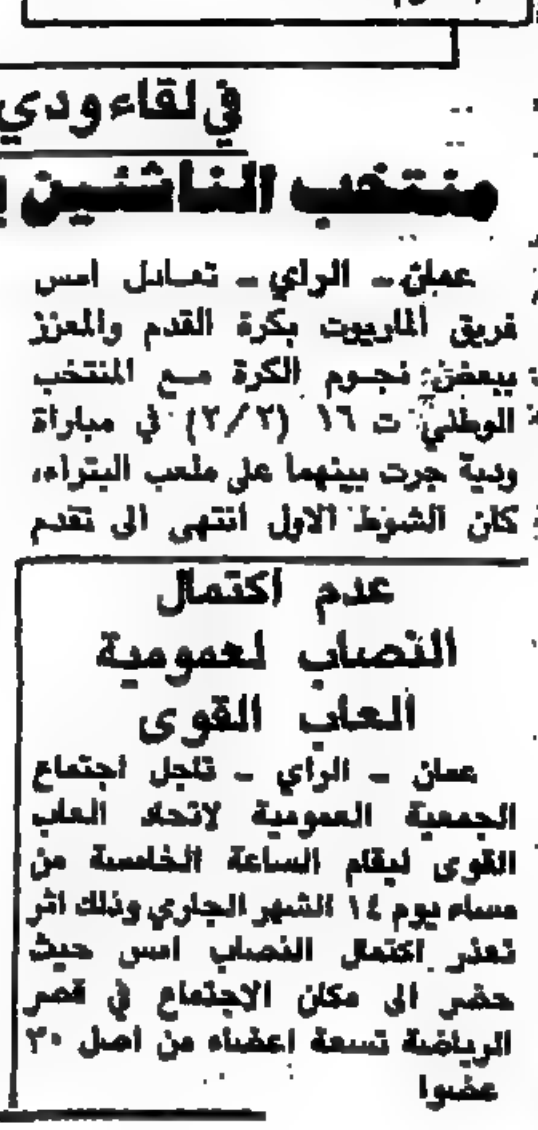 في لقاء ودي
منتخب الناشئين
عمان - الراي - تعادل امس
فريق الماريوت بكرة القدم والمعزز
ببعض نجوم الكرة مع المنتخب
الوطني ت ١٦ (٢/٢) في مباراة
ودية جرت بينهما على ملعب البتراء،
كان الشوط الاول انتهى الى تقدم
عدم اكتمال
النصاب لعمومية
العاب القوى
عمان - الراي - تاجل اجتماع
الجمعية العمومية لاتحاد العاب
القوى ليقام الساعة الخامسة من
مساء يوم ١٤ الشهر الجاري وذلك اثر
تعذر اكتمال النصاب امس حيث
حضر الى مكان الاجتماع في قصر
الرياضة تسعة اعضاء من اصل ٣٠
عضوا